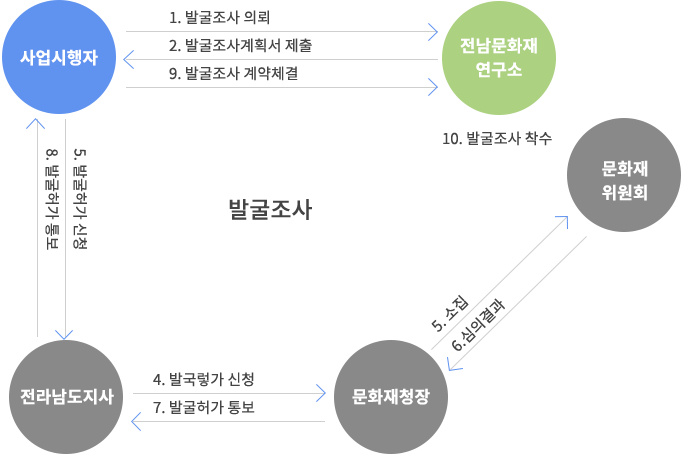 사업시행자
1. 발굴조사 의뢰
2. 발굴조사계획서 제출
9. 발굴조사 계약체결
전남문화재
연구소
10. 발굴조사 착수
문화재
위원회
8. 발굴허가 통보
5. 발굴허가 신청
발굴조사
5. 소집
6.심의결과
전라남도지사
4. 발국렇가 신청
7. 발굴허가 통보
문화재청장